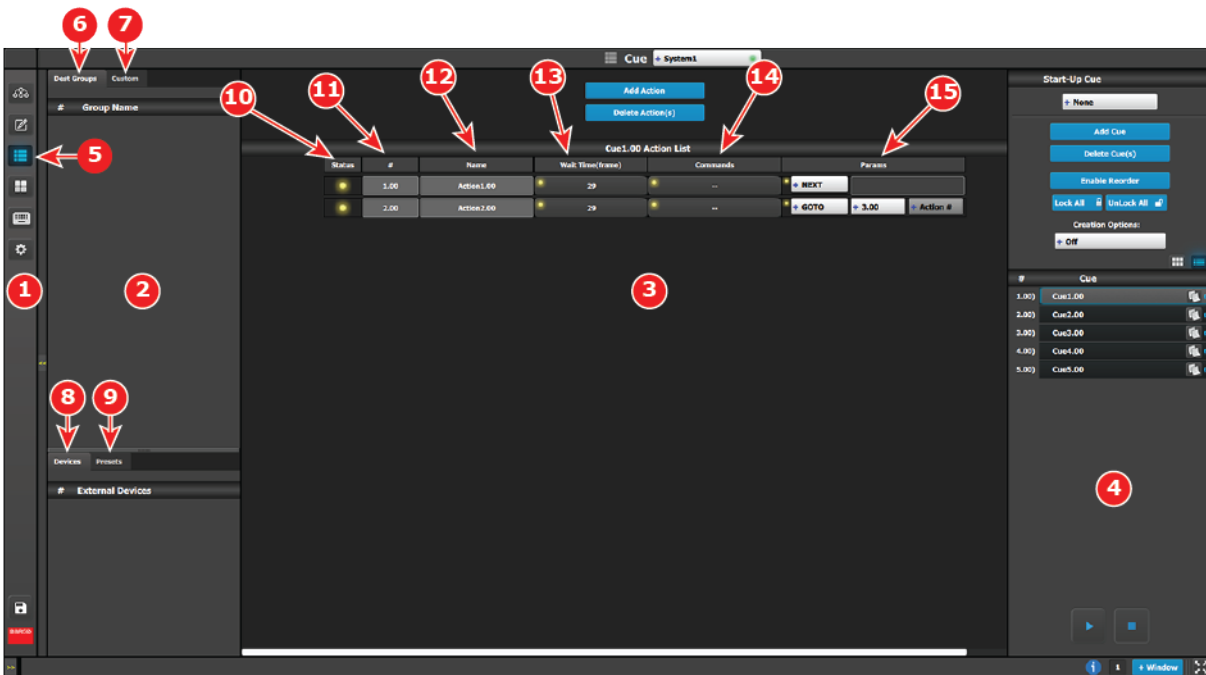 6 7
Cue + System1
Dest Groups Custom
10 11 12 13 14 15
Start-Up Cue
+ None
Add Action
Delete Action(s)
# Group Name
Add Cue
Delete Cue(s)
5
Cue1.00 Action List
Status # Name Wait Time(frame) Commands Params
1.00 Action1.00 29 -- + NEXT
2.00 Action2.00 29 -- + GOTO + 3.00 + Action #
Enable Reorder
Lock All UnLock All
Creation Options:
+ Off
1 2 3
# Cue
1.00) Cue1.00
2.00) Cue2.00
3.00) Cue3.00
4.00) Cue4.00
5.00) Cue5.00
<<
8 9
Devices Presets
# External Devices
4
BARCO
>> i 1 + Window